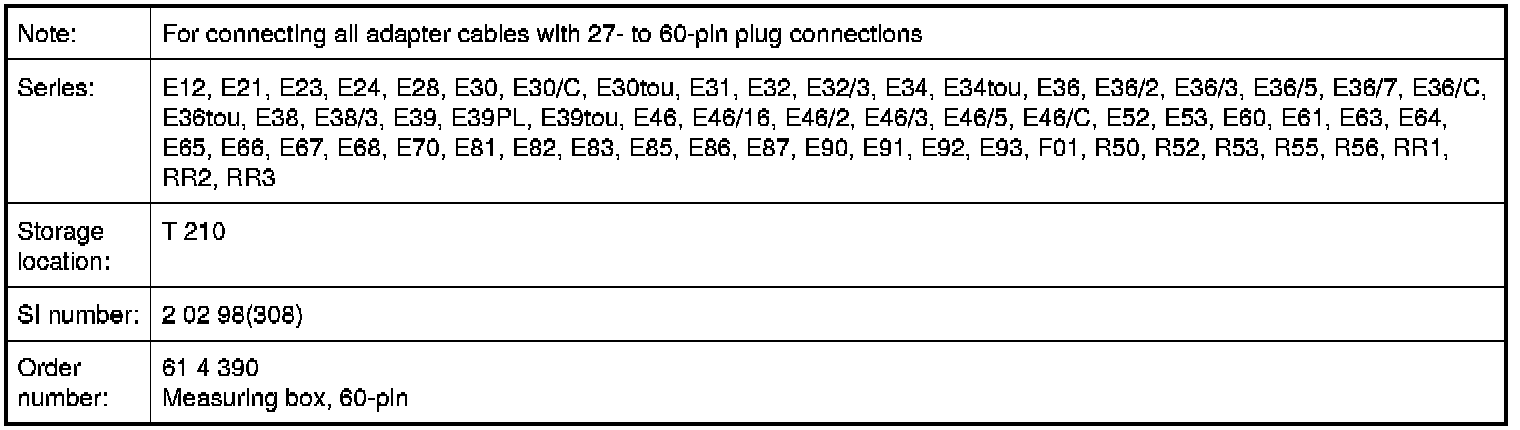 Note: For connecting all adapter cables with 27- to 60-pin plug connections
Series: E12, E21, E23, E24, E28, E30, E30/C, E30tou, E31, E32, E32/3, E34, E34tou, E36, E36/2, E36/3, E36/5, E36/7, E36/C,
E36tou, E38, E38/3, E39, E39PL, E39tou, E46, E46/16, E46/2, E46/3, E46/5, E46/C, E52, E53, E60, E61, E63, E64,
E65, E66, E67, E68, E70, E81, E82, E83, E85, E86, E87, E90, E91, E92, E93, F01, R50, R52, R53, R55, R56, RR1,
RR2, RR3
Storage T 210
location:
SI number: 2 02 98(308)
Order 61 4 390
number: Measuring box, 60-pin